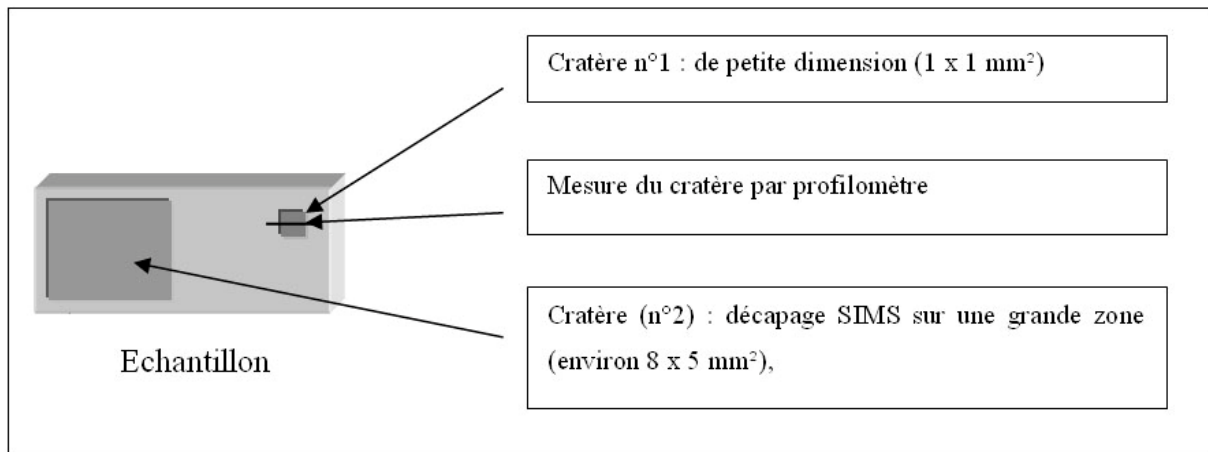 Cratère n°1 : de petite dimension (1 x 1 mm²)
Mesure du cratère par profilomètre
Cratère (n°2) : décapage SIMS sur une grande zone
(environ 8 x 5 mm²),
Echantillon